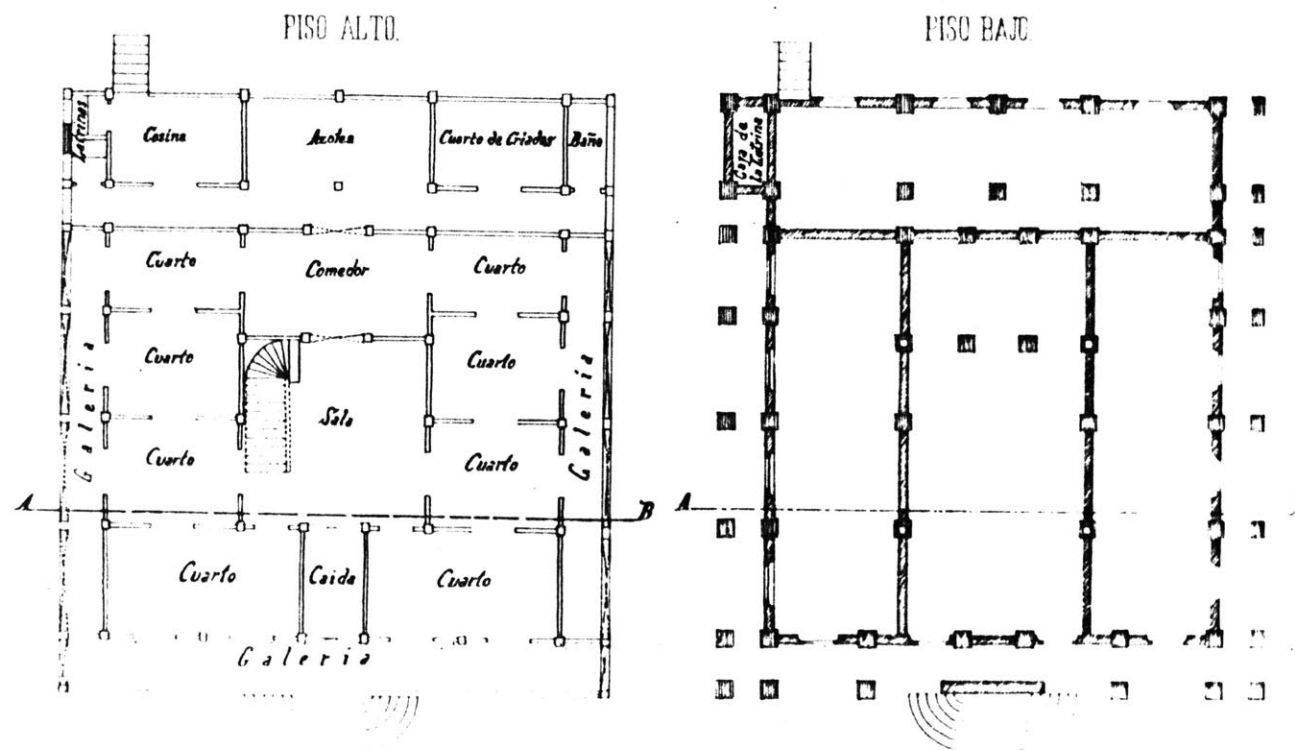 PISO ALTO.
Latrinas
Cosina
Azotea
Cuarto de Criados
Baño
Cuarto
Comedor
Cuarto
Galeria
Cuarto
Cuarto
Galeria
Sala
Cuarto
Cuarto
A
B
Cuarto
Caida
Cuarto
Galeria
PISO BAJO.
Caja de
la Letrina
A